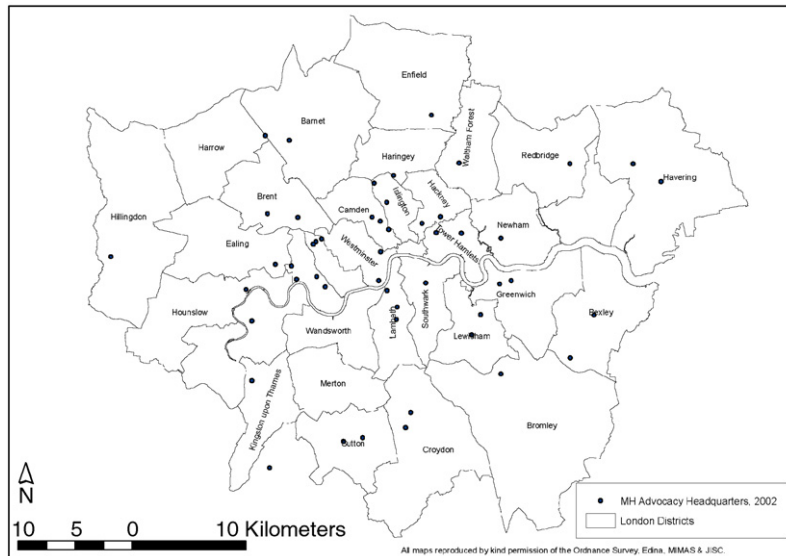 Enfield
Barnet
Harrow
Waltham Forest
Haringey
Redbridge
Havering
Hackney
Islington
Brent
Camden
Hillingdon
Newham
Ealing
Westminster
Tower Hamlets
Greenwich
Hounslow
Southwark
Lambeth
Bexley
Wandsworth
Lewisham
Merton
Kingston upon Thames
Bromley
Sutton
Croydon
N
MH Advocacy Headquarters, 2002
London Districts
10 5 0 10 Kilometers
All maps reproduced by kind permission of the Ordnance Survey, Edina, MIMAS & JISC.